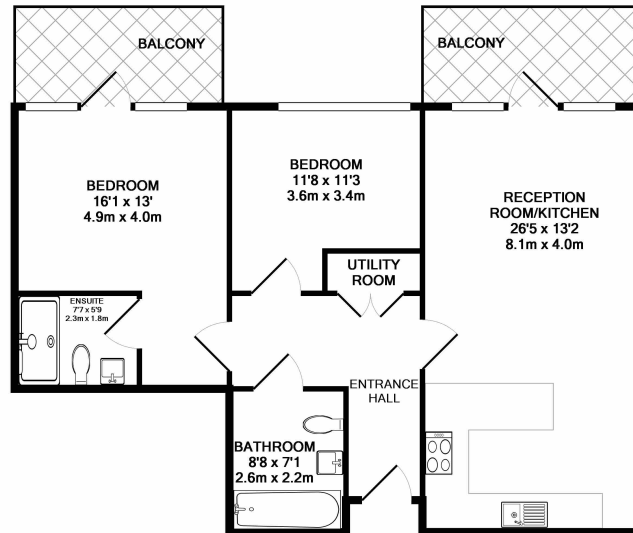 BALCONY
BALCONY
BEDROOM
16'1 x 13'
4.9m x 4.0m
BEDROOM
11'8 x 11'3
3.6m x 3.4m
RECEPTION
ROOM/KITCHEN
26'5 x 13'2
8.1m x 4.0m
UTILITY
ROOM
ENSUITE
7'7 x 5'9
2.3m x 1.8m
ENTRANCE
HALL
BATHROOM
8'8 x 7'1
2.6m x 2.2m